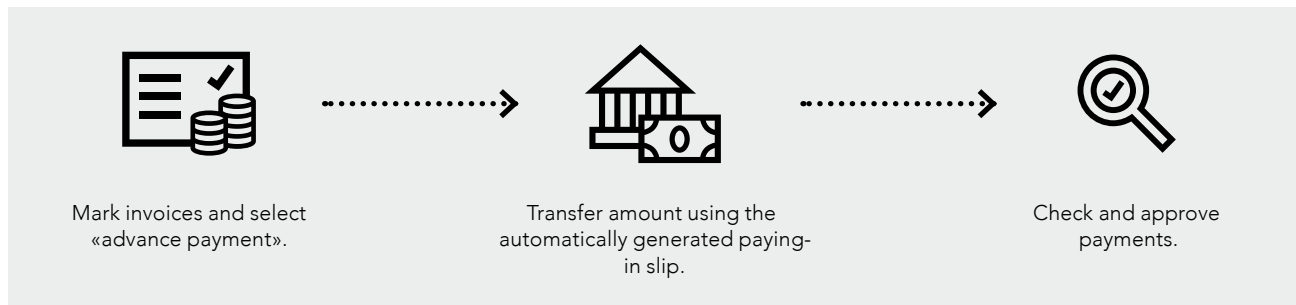 Mark invoices and select
«advance payment».
Transfer amount using the
automatically generated paying-
in slip.
Check and approve
payments.